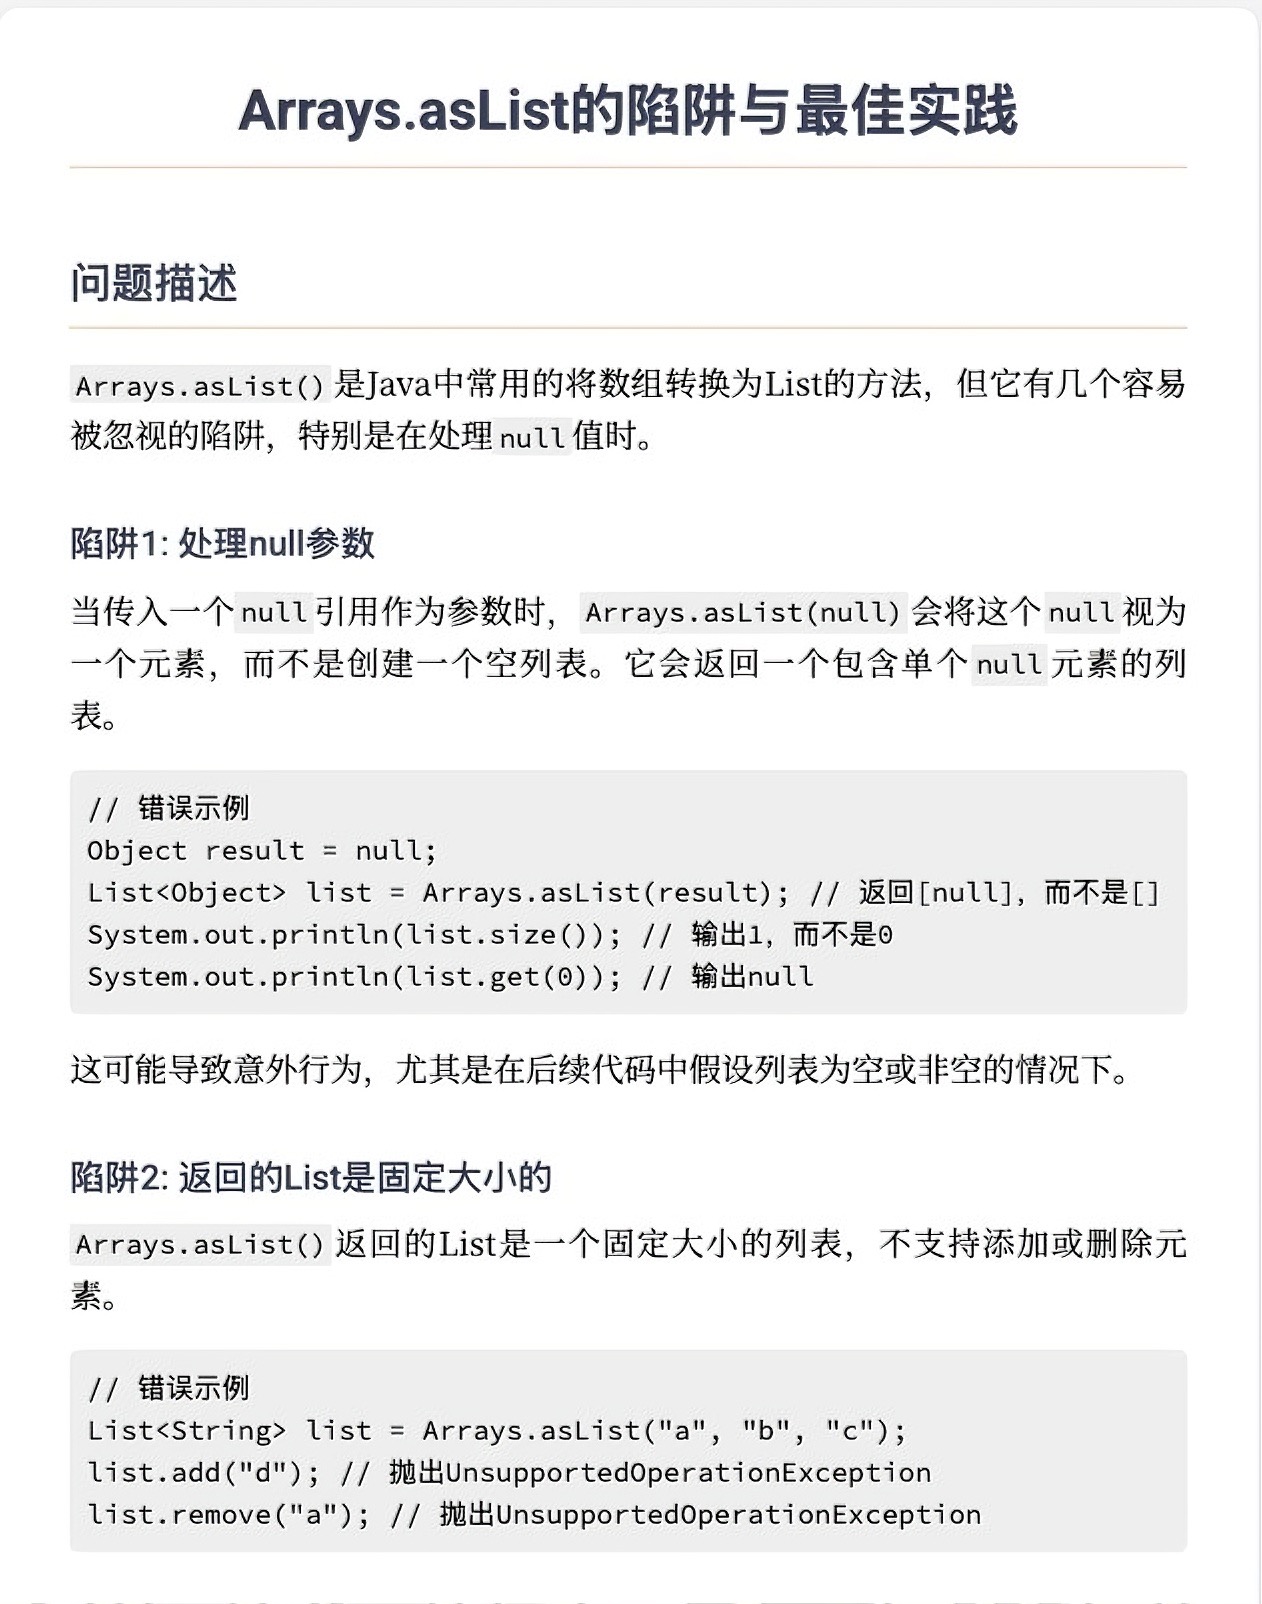 Arrays.asList的陷阱与最佳实践
问题描述
Arrays.asList()是Java中常用的将数组转换为List的方法，但它有几个容易
被忽视的陷阱，特别是在处理null值时。
陷阱1: 处理null参数
当传入一个null引用作为参数时，Arrays.asList(null)会将这个null视为
一个元素，而不是创建一个空列表。它会返回一个包含单个null元素的列
表。
// 错误示例
Object result = null;
List<Object> list = Arrays.asList(result); // 返回[null]，而不是[]
System.out.println(list.size()); // 输出1，而不是0
System.out.println(list.get(0)); // 输出null
这可能导致意外行为，尤其是在后续代码中假设列表为空或非空的情况下。
陷阱2: 返回的List是固定大小的
Arrays.asList()返回的List是一个固定大小的列表，不支持添加或删除元
素。
// 错误示例
List<String> list = Arrays.asList("a", "b", "c");
list.add("d"); // 抛出UnsupportedOperationException
list.remove("a"); // 抛出UnsupportedOperationException